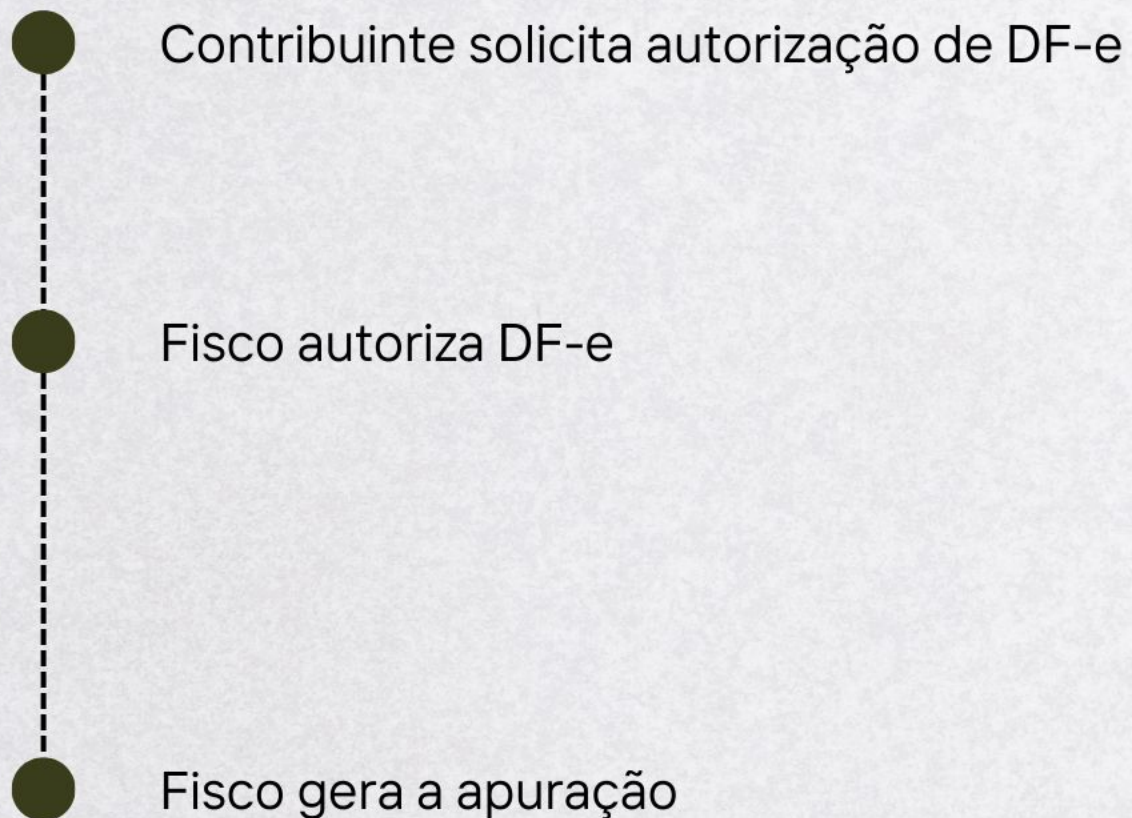 Contribuinte solicita autorização de DF-e
Fisco autoriza DF-e
Fisco gera a apuração